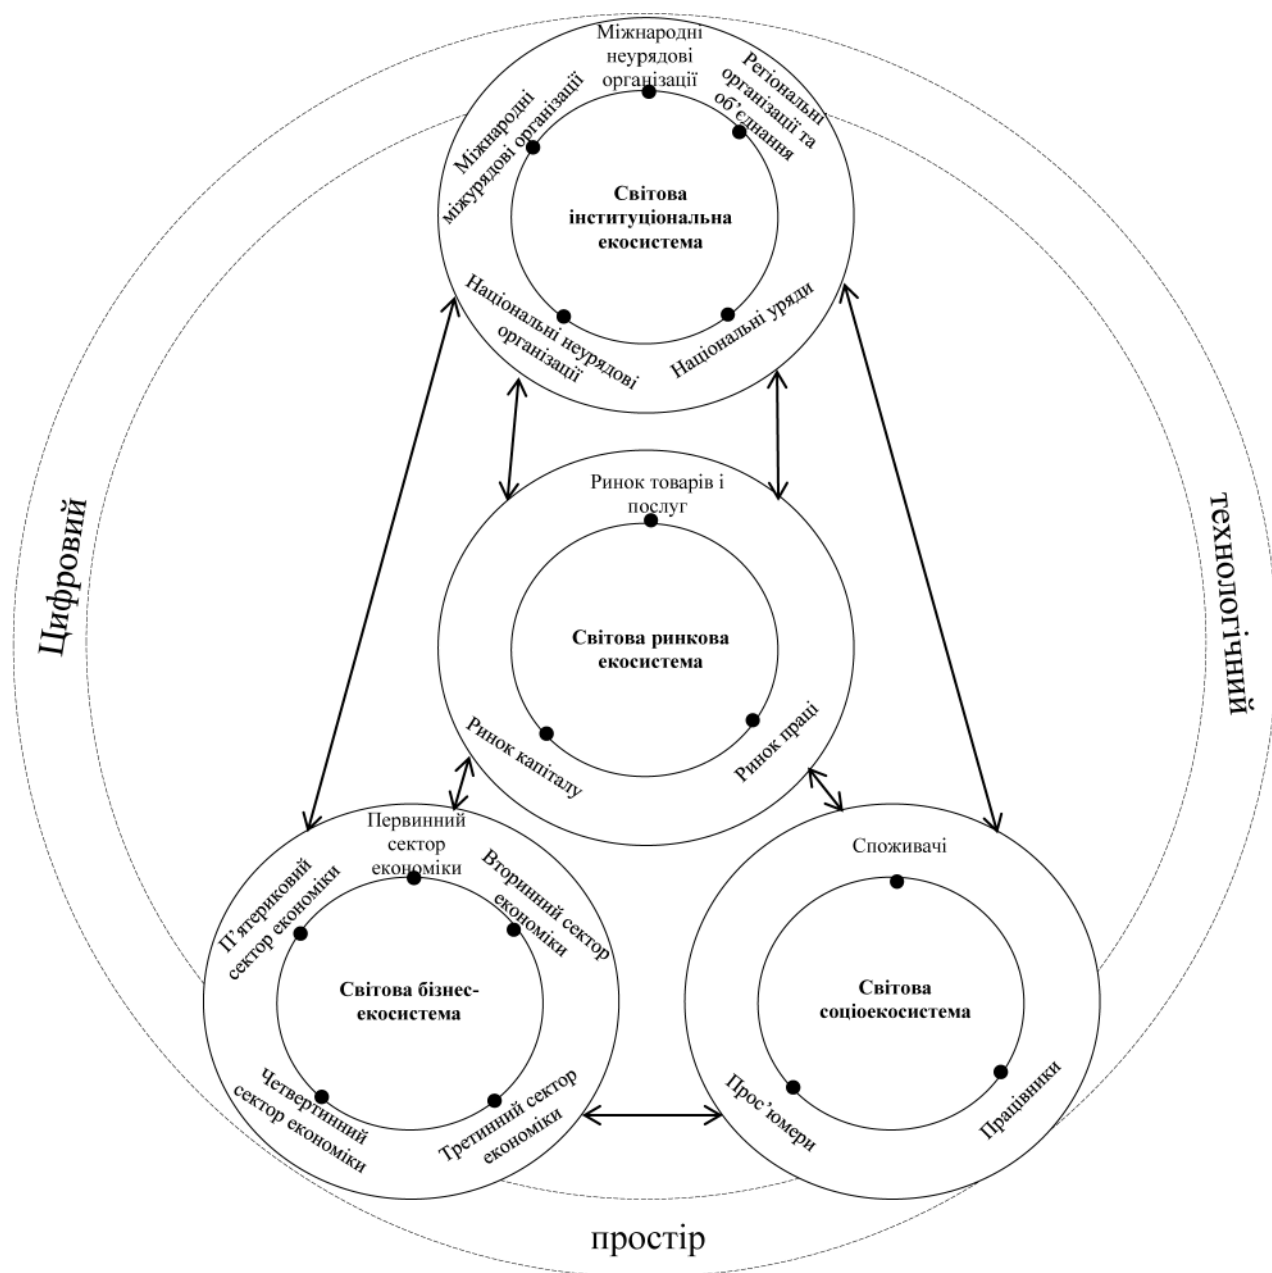 Міжнародні
неурядові
організації
Регіональні
організації та
об’єднання
Міжнародні
міжурядові організації
Світова
інституціональна
екосистема
Національні неурядові
організації
Національні уряди
Цифровий
технологічний
простір
Ринок товарів і
послуг
Світова ринкова
екосистема
Ринок капіталу
Ринок праці
Первинний
сектор
економіки
Вторинний сектор
економіки
П’ятериковий
сектор економіки
Світова бізнес-
екосистема
Четвертинний
сектор економіки
Третинний сектор
економіки
Споживачі
Світова
соціоекосистема
Прос’юмери
Працівники